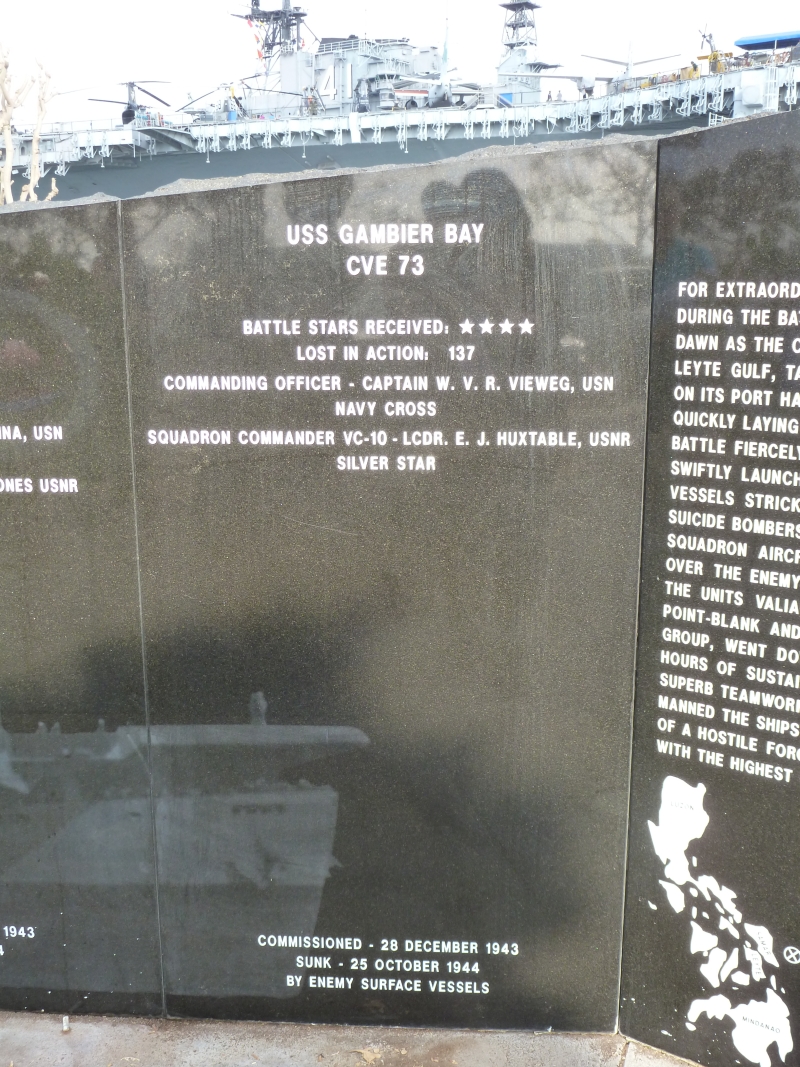 41
USS GAMBIER BAY
CVE 73
BATTLE STARS RECEIVED: ★★★★
LOST IN ACTION: 137
COMMANDING OFFICER - CAPTAIN W. V. R. VIEWEG, USN
NAVY CROSS
SQUADRON COMMANDER VC-10 - LCDR. E. J. HUXTABLE, USNR
SILVER STAR
COMMISSIONED - 28 DECEMBER 1943
SUNK - 25 OCTOBER 1944
BY ENEMY SURFACE VESSELS
INA, USN
ONES USNR
1943
4
FOR EXTRAORD
DURING THE BAT
DAWN AS THE C
LEYTE GULF, TA
ON ITS PORT HA
QUICKLY LAYING
BATTLE FIERCELY
SWIFTLY LAUNCH
VESSELS STRICK
SUICIDE BOMBERS
SQUADRON AIRCR
OVER THE ENEMY
THE UNITS VALIA
POINT-BLANK AND
GROUP, WENT DO
HOURS OF SUSTAI
SUPERB TEAMWORK
MANNED THE SHIPS
OF A HOSTILE FORC
WITH THE HIGHEST
LUZON
MINDANAO